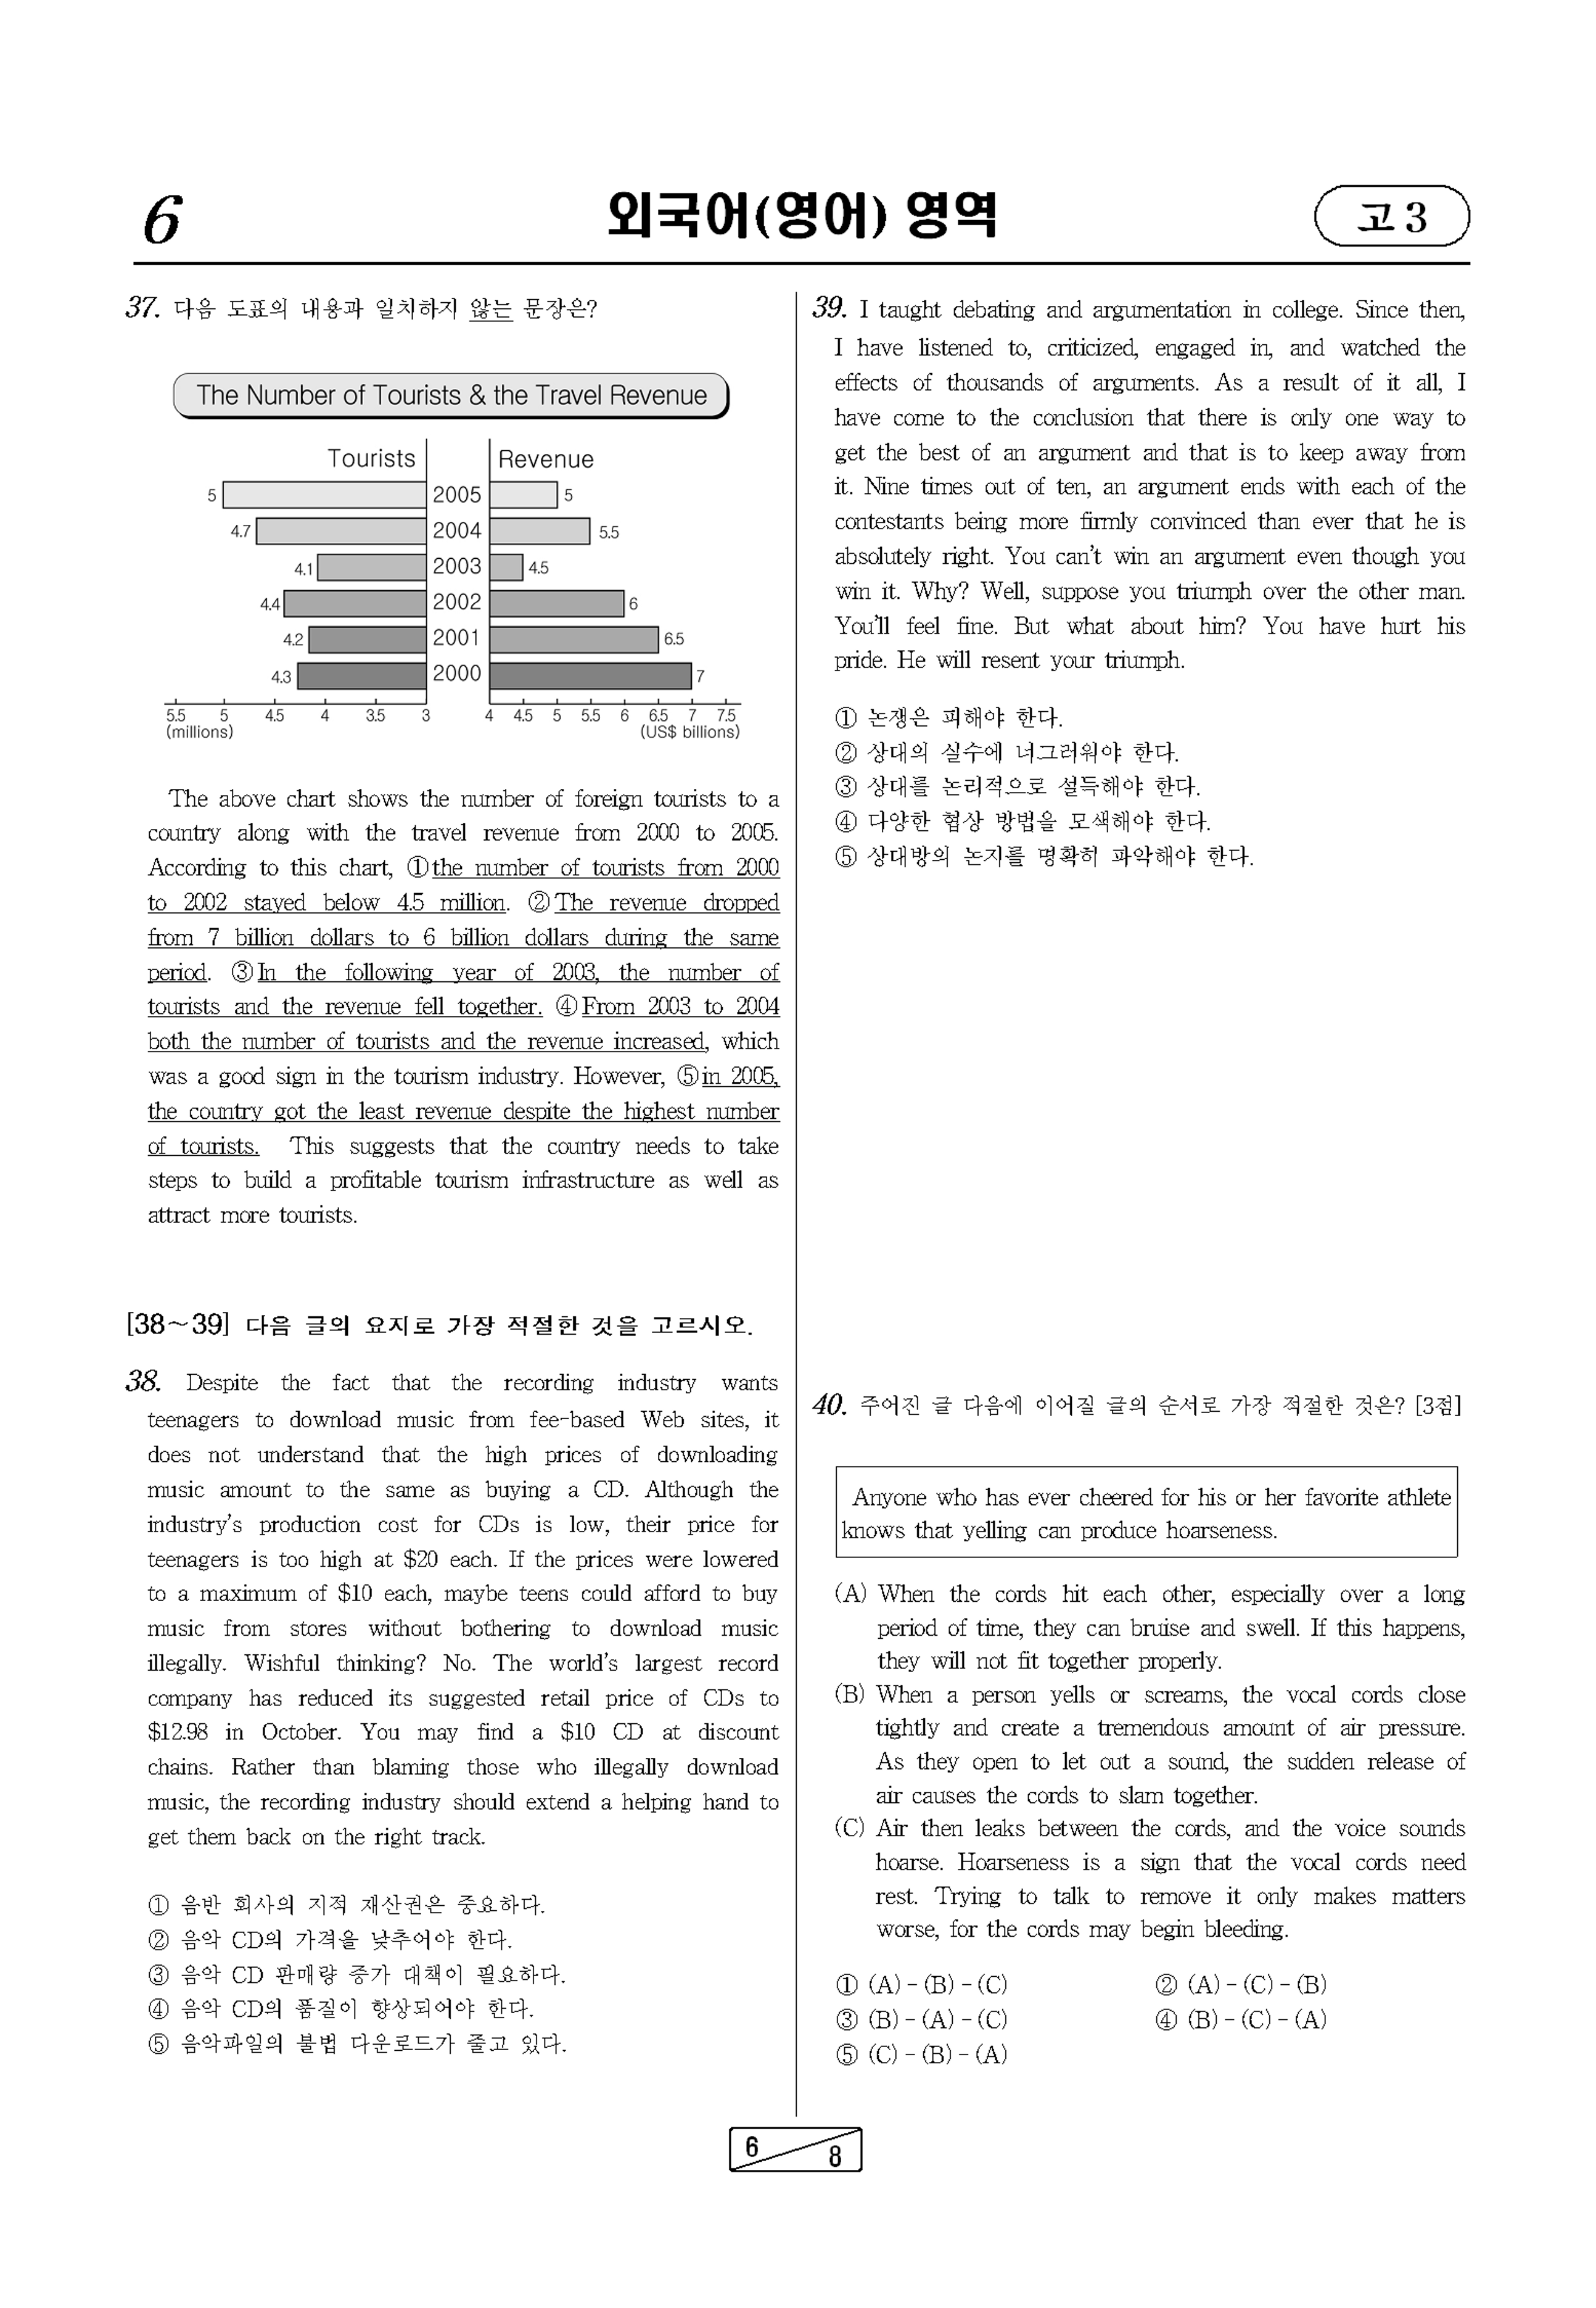 6
외국어(영어) 영역
고3
37. 다음 도표의 내용과 일치하지 않는 문장은?
The Number of Tourists & the Travel Revenue
Tourists Revenue
5 2005 5
4.7 2004 5.5
4.1 2003 4.5
4.4 2002 6
4.2 2001 6.5
4.3 2000 7
5.5 5 4.5 4 3.5 3 4 4.5 5 5.5 6 6.5 7 7.5
(millions) (US$ billions)
The above chart shows the number of foreign tourists to a
country along with the travel revenue from 2000 to 2005.
According to this chart, ①the number of tourists from 2000
to 2002 stayed below 4.5 million. ②The revenue dropped
from 7 billion dollars to 6 billion dollars during the same
period. ③In the following year of 2003, the number of
tourists and the revenue fell together. ④From 2003 to 2004
both the number of tourists and the revenue increased, which
was a good sign in the tourism industry. However, ⑤in 2005,
the country got the least revenue despite the highest number
of tourists. This suggests that the country needs to take
steps to build a profitable tourism infrastructure as well as
attract more tourists.
[38~39] 다음 글의 요지로 가장 적절한 것을 고르시오.
38. Despite the fact that the recording industry wants
teenagers to download music from fee-based Web sites, it
does not understand that the high prices of downloading
music amount to the same as buying a CD. Although the
industry's production cost for CDs is low, their price for
teenagers is too high at $20 each. If the prices were lowered
to a maximum of $10 each, maybe teens could afford to buy
music from stores without bothering to download music
illegally. Wishful thinking? No. The world's largest record
company has reduced its suggested retail price of CDs to
$12.98 in October. You may find a $10 CD at discount
chains. Rather than blaming those who illegally download
music, the recording industry should extend a helping hand to
get them back on the right track.
① 음반 회사의 지적 재산권은 중요하다.
② 음악 CD의 가격을 낮추어야 한다.
③ 음악 CD 판매량 증가 대책이 필요하다.
④ 음악 CD의 품질이 향상되어야 한다.
⑤ 음악파일의 불법 다운로드가 줄고 있다.
39. I taught debating and argumentation in college. Since then,
I have listened to, criticized, engaged in, and watched the
effects of thousands of arguments. As a result of it all, I
have come to the conclusion that there is only one way to
get the best of an argument and that is to keep away from
it. Nine times out of ten, an argument ends with each of the
contestants being more firmly convinced than ever that he is
absolutely right. You can't win an argument even though you
win it. Why? Well, suppose you triumph over the other man.
You'll feel fine. But what about him? You have hurt his
pride. He will resent your triumph.
① 논쟁은 피해야 한다.
② 상대의 실수에 너그러워야 한다.
③ 상대를 논리적으로 설득해야 한다.
④ 다양한 협상 방법을 모색해야 한다.
⑤ 상대방의 논지를 명확히 파악해야 한다.
40. 주어진 글 다음에 이어질 글의 순서로 가장 적절한 것은? [3점]
Anyone who has ever cheered for his or her favorite athlete
knows that yelling can produce hoarseness.
(A) When the cords hit each other, especially over a long
period of time, they can bruise and swell. If this happens,
they will not fit together properly.
(B) When a person yells or screams, the vocal cords close
tightly and create a tremendous amount of air pressure.
As they open to let out a sound, the sudden release of
air causes the cords to slam together.
(C) Air then leaks between the cords, and the voice sounds
hoarse. Hoarseness is a sign that the vocal cords need
rest. Trying to talk to remove it only makes matters
worse, for the cords may begin bleeding.
① (A) - (B) - (C) ② (A) - (C) - (B)
③ (B) - (A) - (C) ④ (B) - (C) - (A)
⑤ (C) - (B) - (A)
6 8